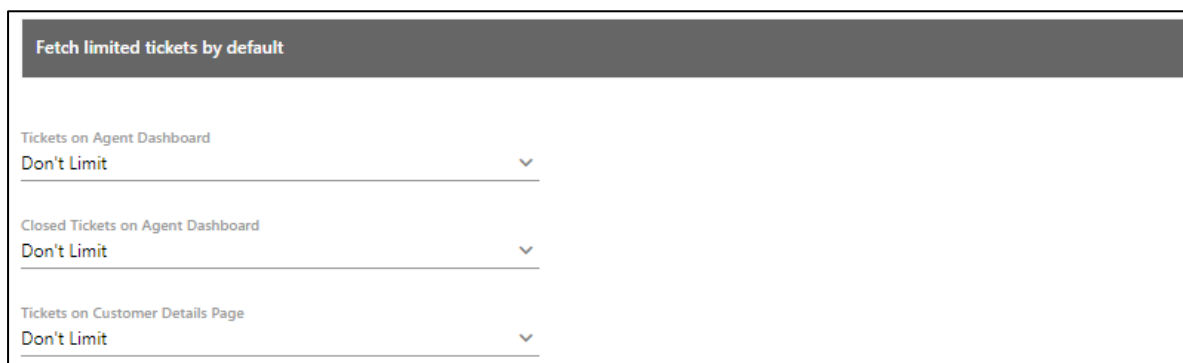 Fetch limited tickets by default
Tickets on Agent Dashboard
Don't Limit
Closed Tickets on Agent Dashboard
Don't Limit
Tickets on Customer Details Page
Don't Limit